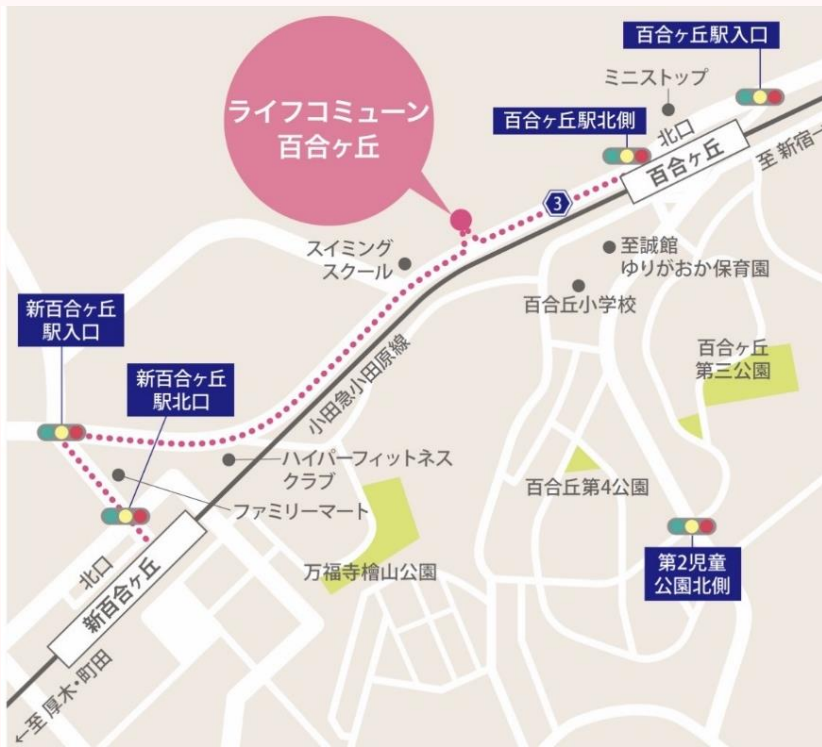 百合ヶ丘駅入口
ミニストップ
ライフコミューン
百合ヶ丘
百合ヶ丘駅北側
北口
百合ヶ丘
至 新宿→
3
スイミング
スクール
至誠館
ゆりがおか保育園
百合丘小学校
新百合ヶ丘
駅入口
新百合ヶ丘
駅北口
小田急小田原線
百合ヶ丘
第三公園
ハイパーフィットネス
クラブ
ファミリーマート
百合丘第4公園
北口
新百合ヶ丘
万福寺檜山公園
第2児童
公園北側
←至 厚木・町田